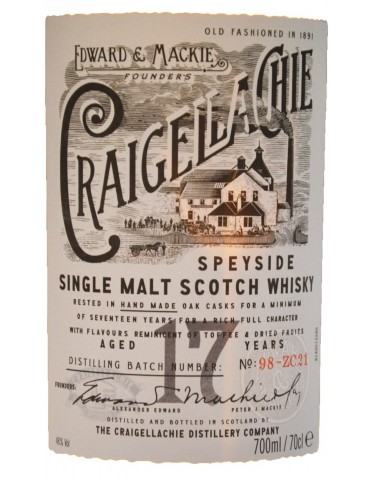 OLD FASHIONED IN 1891
EDWARD & MACKIE
FOUNDERS
CRAIGELLACHIE
SPEYSIDE
SINGLE MALT SCOTCH WHISKY
RESTED IN HAND MADE OAK CASKS FOR A MINIMUM
OF SEVENTEEN YEARS FOR A RICH FULL CHARACTER
WITH FLAVOURS REMINICENT OF TOFFEE & DRIED FRUITS
AGED 17 YEARS
DISTILLING BATCH NUMBER: No: 98-ZC21
FOUNDERS:
ALEXANDER EDWARD PETER J MACKIE
DISTILLED AND BOTTLED IN SCOTLAND BY
THE CRAIGELLACHIE DISTILLERY COMPANY
46% Vol 700ml/70cl e